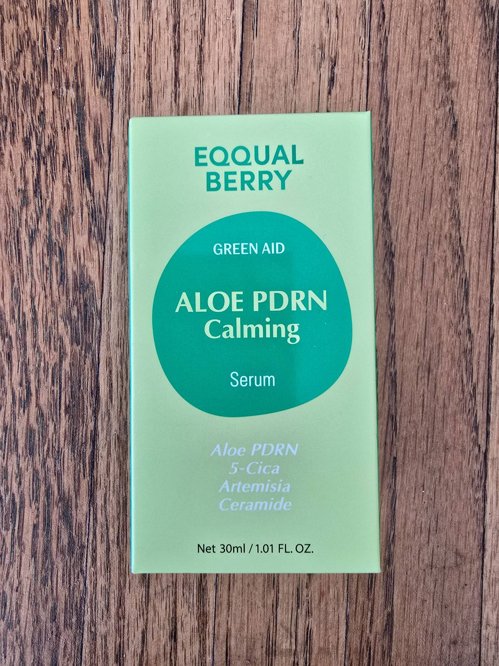 EQQUAL
BERRY
GREEN AID
ALOE PDRN
Calming
Serum
Aloe PDRN
5-Cica
Artemisia
Ceramide
Net 30ml / 1.01 FL. OZ.